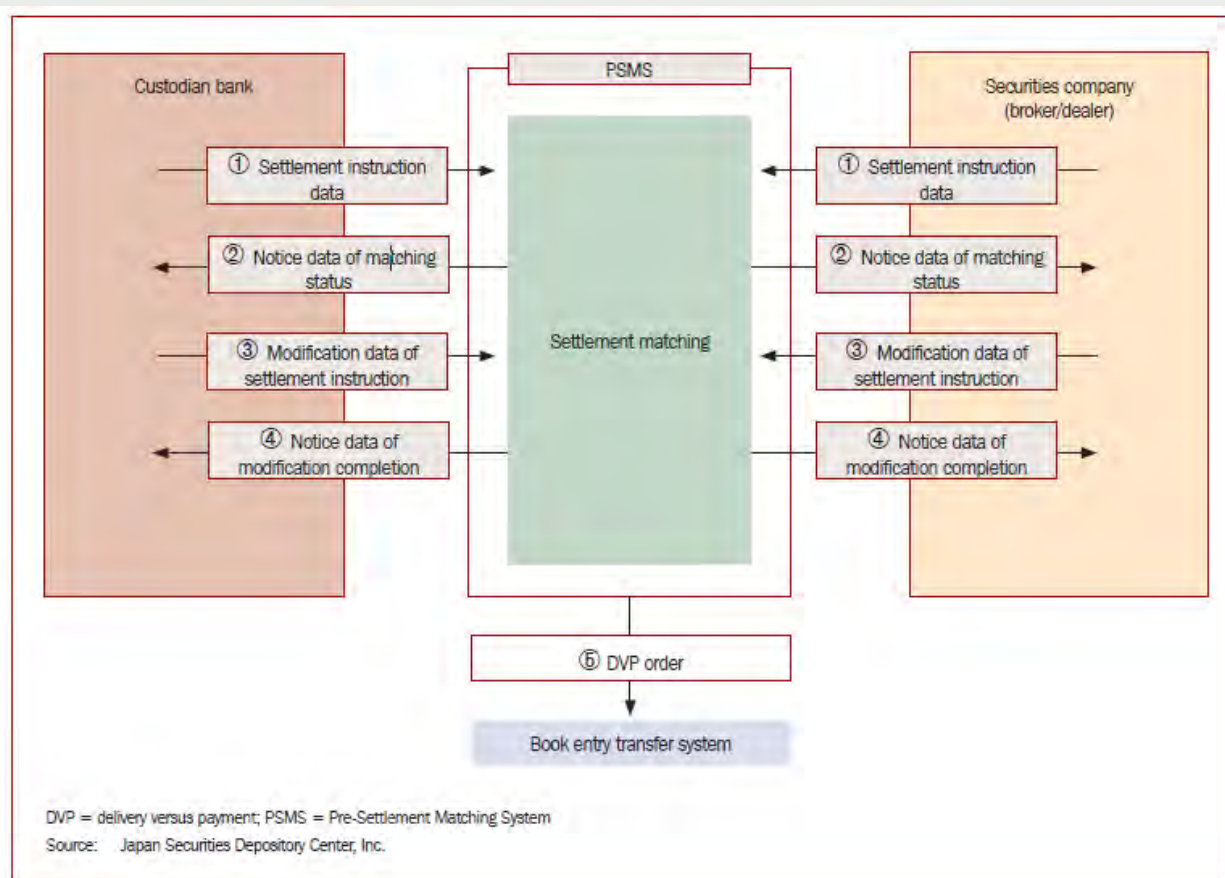 PSMS
Custodian bank
Securities company
(broker/dealer)
① Settlement instruction
data
① Settlement instruction
data
② Notice data of matching
status
② Notice data of matching
status
Settlement matching
③ Modification data of
settlement instruction
③ Modification data of
settlement instruction
④ Notice data of
modification completion
④ Notice data of
modification completion
⑤ DVP order
Book entry transfer system
DVP = delivery versus payment; PSMS = Pre-Settlement Matching System
Source: Japan Securities Depository Center, Inc.